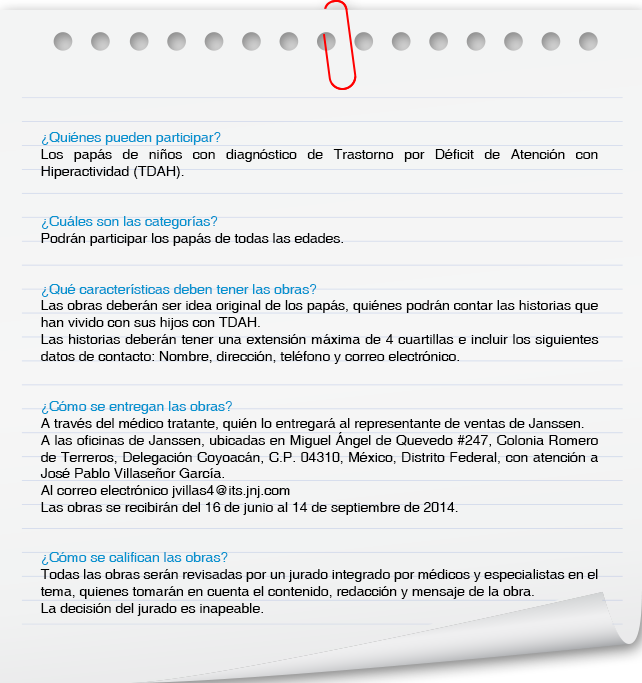 ¿Quiénes pueden participar?
Los papás de niños con diagnóstico de Trastorno por Déficit de Atención con
Hiperactividad (TDAH).
¿Cuáles son las categorías?
Podrán participar los papás de todas las edades.
¿Qué características deben tener las obras?
Las obras deberán ser idea original de los papás, quiénes podrán contar las historias que
han vivido con sus hijos con TDAH.
Las historias deberán tener una extensión máxima de 4 cuartillas e incluir los siguientes
datos de contacto: Nombre, dirección, teléfono y correo electrónico.
¿Cómo se entregan las obras?
A través del médico tratante, quién lo entregará al representante de ventas de Janssen.
A las oficinas de Janssen, ubicadas en Miguel Ángel de Quevedo #247, Colonia Romero
de Terreros, Delegación Coyoacán, C.P. 04310, México, Distrito Federal, con atención a
José Pablo Villaseñor García.
Al correo electrónico jvillas4@its.jnj.com
Las obras se recibirán del 16 de junio al 14 de septiembre de 2014.
¿Cómo se califican las obras?
Todas las obras serán revisadas por un jurado integrado por médicos y especialistas en el
tema, quienes tomarán en cuenta el contenido, redacción y mensaje de la obra.
La decisión del jurado es inapeable.